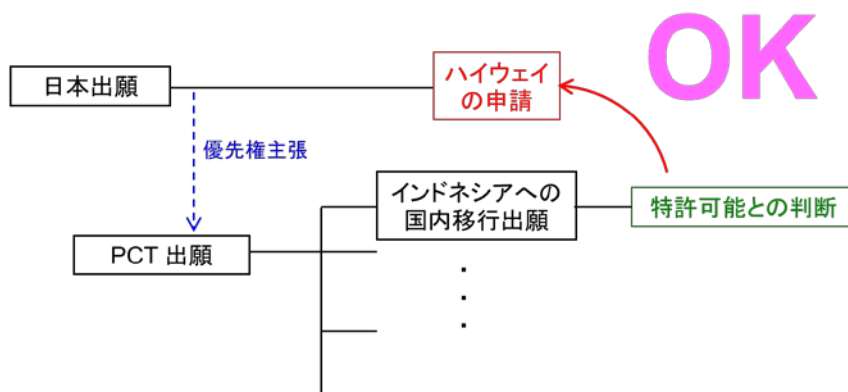 OK
日本出願
ハイウェイ
の申請
優先権主張
インドネシアへの
国内移行出願
特許可能との判断
PCT 出願